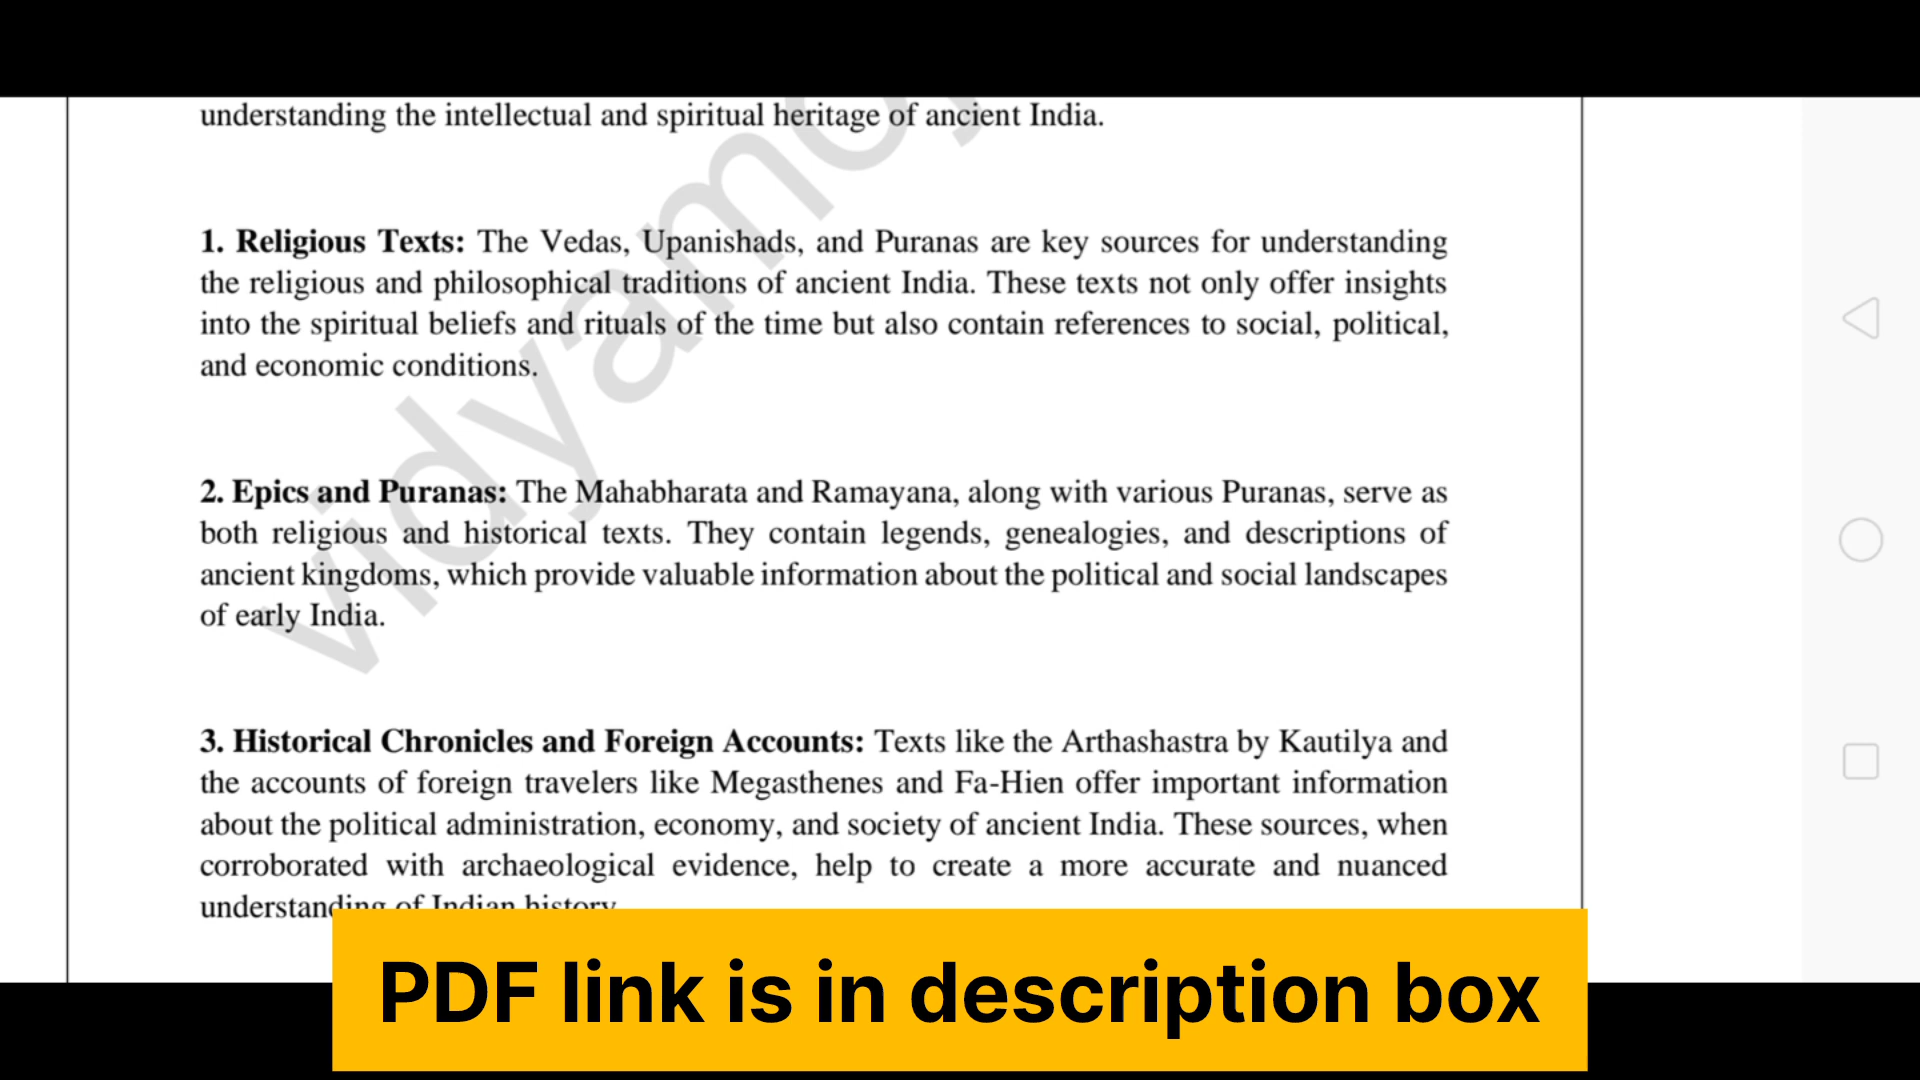 understanding the intellectual and spiritual heritage of ancient India.
1. Religious Texts: The Vedas, Upanishads, and Puranas are key sources for understanding
the religious and philosophical traditions of ancient India. These texts not only offer insights
into the spiritual beliefs and rituals of the time but also contain references to social, political,
and economic conditions.
2. Epics and Puranas: The Mahabharata and Ramayana, along with various Puranas, serve as
both religious and historical texts. They contain legends, genealogies, and descriptions of
ancient kingdoms, which provide valuable information about the political and social landscapes
of early India.
3. Historical Chronicles and Foreign Accounts: Texts like the Arthashastra by Kautilya and
the accounts of foreign travelers like Megasthenes and Fa-Hien offer important information
about the political administration, economy, and society of ancient India. These sources, when
corroborated with archaeological evidence, help to create a more accurate and nuanced
understanding of Indian history.
PDF link is in description box